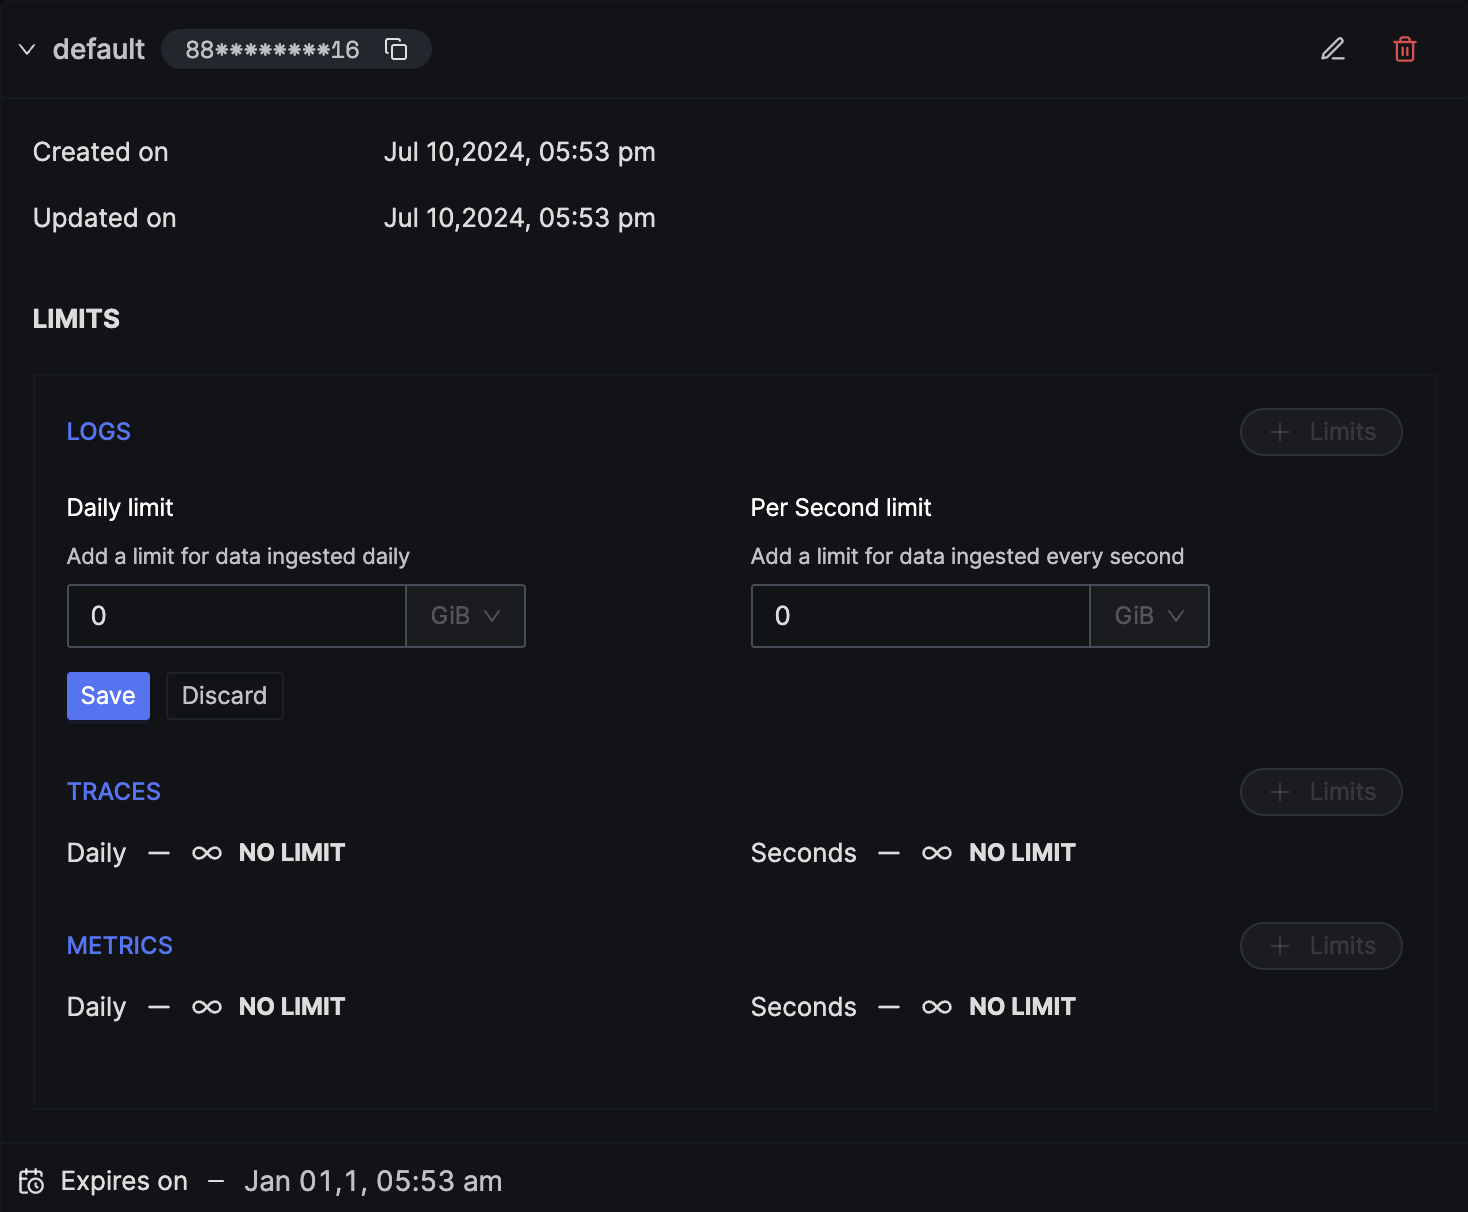 default 88********16
Created on Jul 10,2024, 05:53 pm
Updated on Jul 10,2024, 05:53 pm
LIMITS
LOGS + Limits
Daily limit Per Second limit
Add a limit for data ingested daily Add a limit for data ingested every second
0 GiB 0 GiB
Save Discard
TRACES + Limits
Daily — ∞ NO LIMIT Seconds — ∞ NO LIMIT
METRICS + Limits
Daily — ∞ NO LIMIT Seconds — ∞ NO LIMIT
Expires on — Jan 01,1, 05:53 am